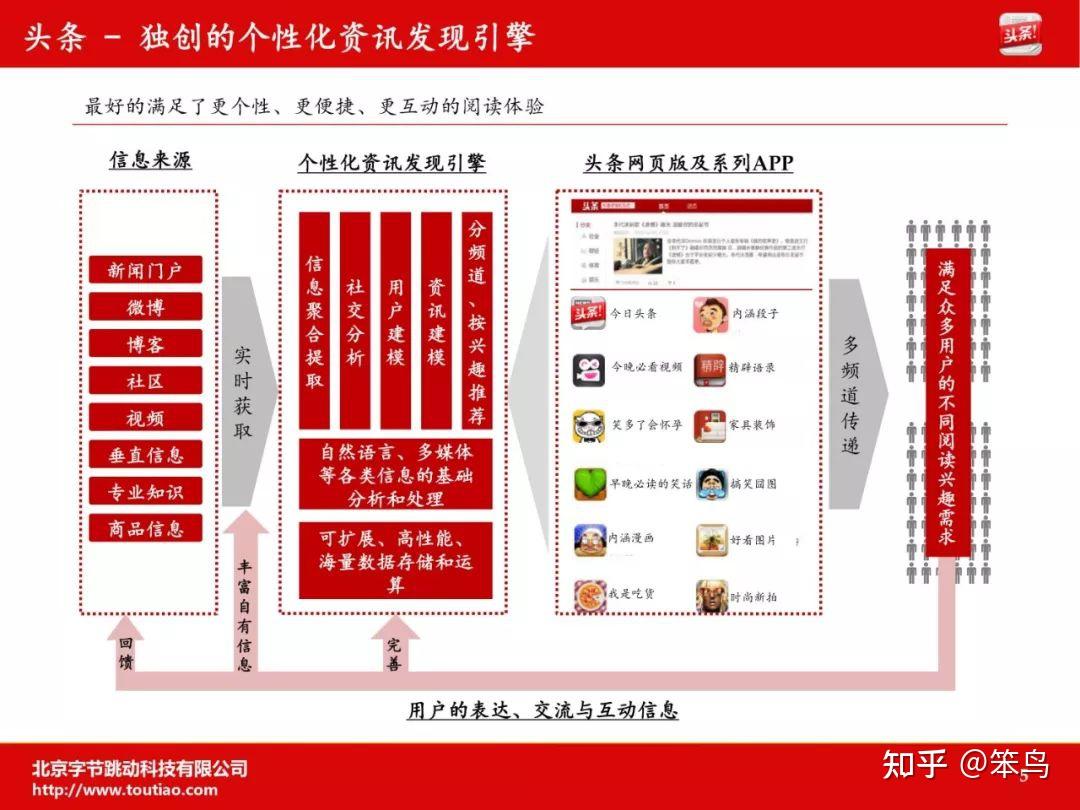 头条 - 独创的个性化资讯发现引擎
头条!
最好的满足了更个性、更便捷、更互动的阅读体验
信息来源
新闻门户
微博
博客
社区
视频
垂直信息
专业知识
商品信息
实时获取
个性化资讯发现引擎
信息聚合提取
社交分析
用户建模
资讯建模
分频道、按兴趣推荐
自然语言、多媒体
等各类信息的基础
分析和处理
可扩展、高性能、
海量数据存储和运
算
头条网页版及系列APP
头条
NEWS
头条!
今日头条
内涵段子
今晚必看视频
精辟
精辟语录
笑多了会怀孕
家具装饰
早晚必读的笑话
搞笑囧图
内涵漫画
好看图片
我是吃货
时尚新拍
多频道传递
满足众多用户的不同阅读兴趣需求
回馈
丰富自有信息
完善
用户的表达、交流与互动信息
北京字节跳动科技有限公司
http://www.toutiao.com
知乎 @笨鸟
5